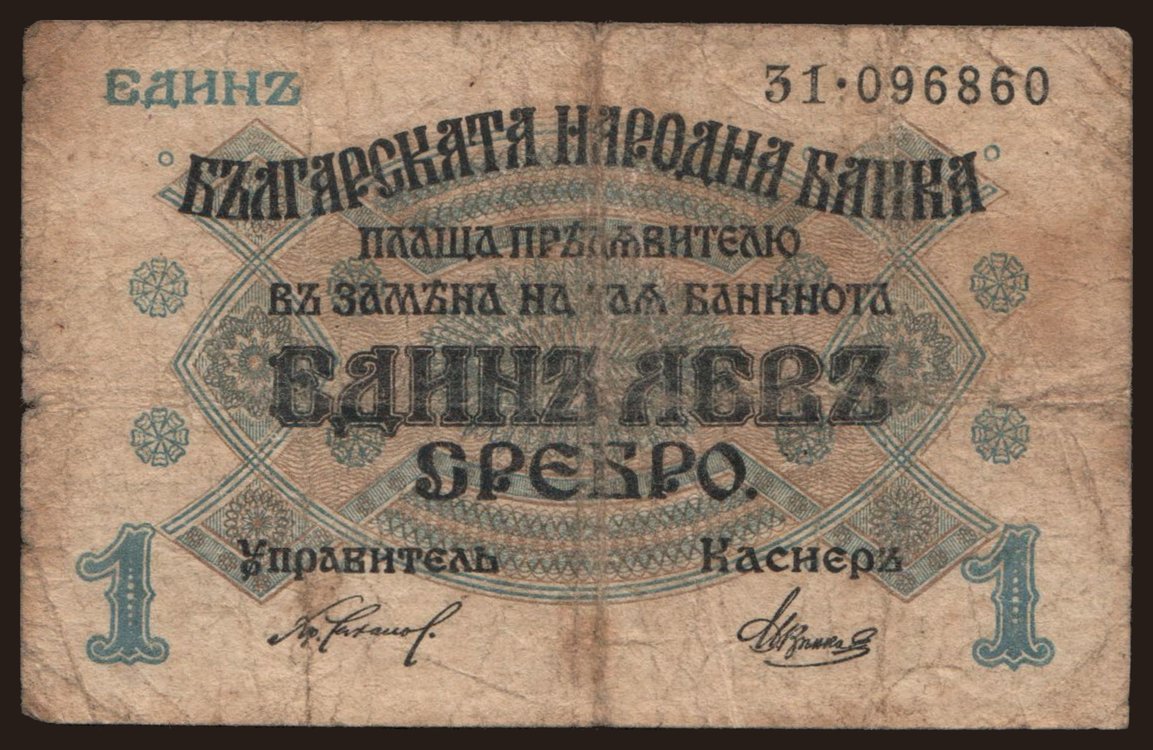 ЕДИНЪ 31·096860
БЪЛГАРСКАТА НАРОДНА БАНКА
ПЛАЩА ПРѢДЯВИТЕЛЮ
ВЪ ЗАМѢНА НА ТАЯ БАНКНОТА
ЕДИНЪ ЛЕВЪ
СРЕБРО.
Управитель Касиеръ
1 1